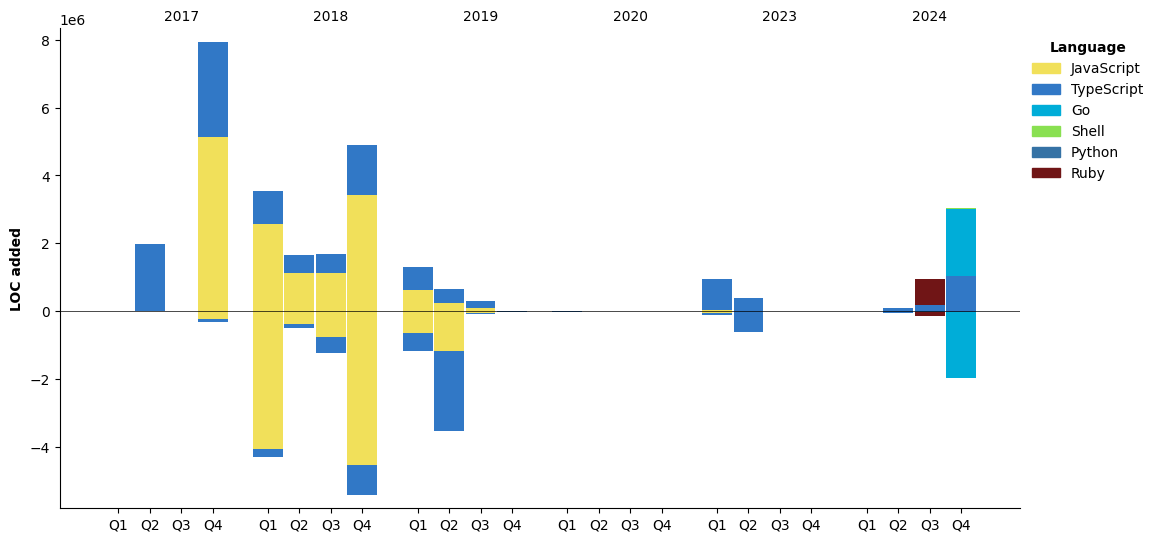 1e6
2017 2018 2019 2020 2023 2024
8
6
4
2
0
−2
−4
LOC added
Q1 Q2 Q3 Q4 Q1 Q2 Q3 Q4 Q1 Q2 Q3 Q4 Q1 Q2 Q3 Q4 Q1 Q2 Q3 Q4 Q1 Q2 Q3 Q4
Language
JavaScript
TypeScript
Go
Shell
Python
Ruby